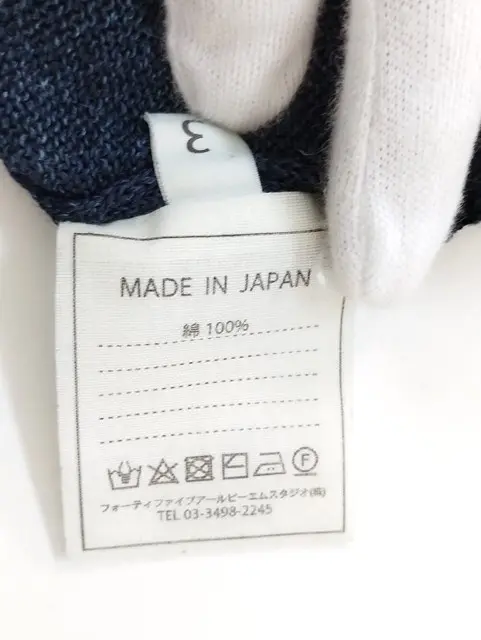 3
MADE IN JAPAN
綿 100%
F
フォーティファイブアールピーエムスタジオ(株)
TEL 03-3498-2245